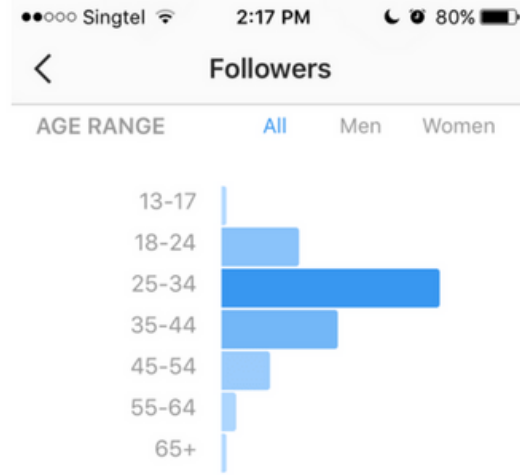 Singtel 2:17 PM 80%
Followers
AGE RANGE All Men Women
13-17
18-24
25-34
35-44
45-54
55-64
65+